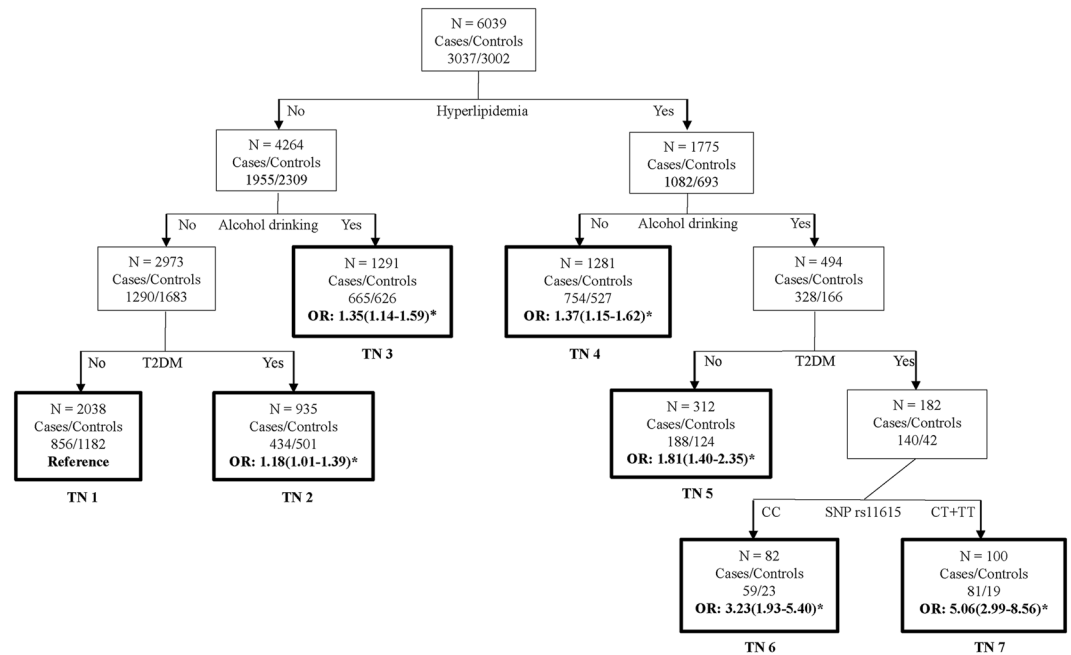 N = 6039
Cases/Controls
3037/3002
No
Hyperlipidemia
Yes
N = 4264
Cases/Controls
1955/2309
N = 1775
Cases/Controls
1082/693
No
Alcohol drinking
Yes
No
Alcohol drinking
Yes
N = 2973
Cases/Controls
1290/1683
N = 1291
Cases/Controls
665/626
OR: 1.35(1.14-1.59)*
TN 3
N = 1281
Cases/Controls
754/527
OR: 1.37(1.15-1.62)*
TN 4
N = 494
Cases/Controls
328/166
No
T2DM
Yes
No
T2DM
Yes
N = 2038
Cases/Controls
856/1182
Reference
TN 1
N = 935
Cases/Controls
434/501
OR: 1.18(1.01-1.39)*
TN 2
N = 312
Cases/Controls
188/124
OR: 1.81(1.40-2.35)*
TN 5
N = 182
Cases/Controls
140/42
CC
SNP rs11615
CT+TT
N = 82
Cases/Controls
59/23
OR: 3.23(1.93-5.40)*
TN 6
N = 100
Cases/Controls
81/19
OR: 5.06(2.99-8.56)*
TN 7